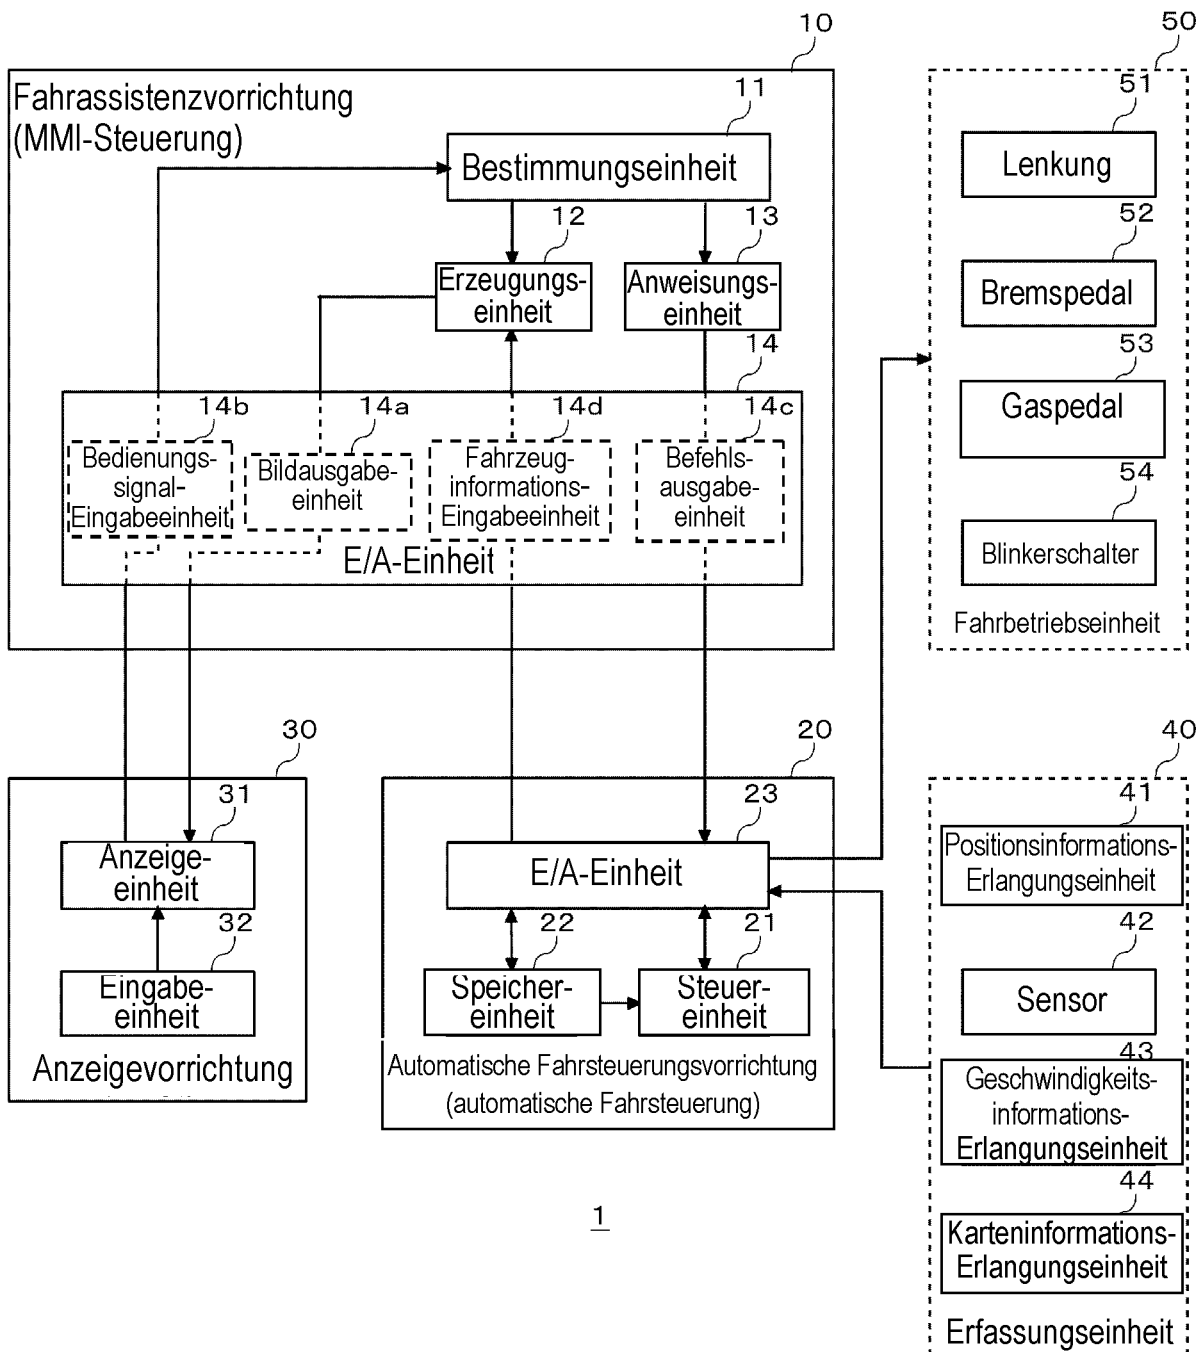 10
Fahrassistenzvorrichtung
(MMI-Steuerung)
11
Bestimmungseinheit
12
Erzeugungs-
einheit
13
Anweisungs-
einheit
14
14b
Bedienungs-
signal-
Eingabeeinheit
14a
Bildausgabe-
einheit
14d
Fahrzeug-
informations-
Eingabeeinheit
14c
Befehls-
ausgabe-
einheit
E/A-Einheit
50
51
Lenkung
52
Bremspedal
53
Gaspedal
54
Blinkerschalter
Fahrbetriebseinheit
30
31
Anzeige-
einheit
32
Eingabe-
einheit
Anzeigevorrichtung
20
23
E/A-Einheit
22
Speicher-
einheit
21
Steuer-
einheit
Automatische Fahrsteuerungsvorrichtung
(automatische Fahrsteuerung)
40
41
Positionsinformations-
Erlangungseinheit
42
Sensor
43
Geschwindigkeits-
informations-
Erlangungseinheit
44
Karteninformations-
Erlangungseinheit
Erfassungseinheit
1